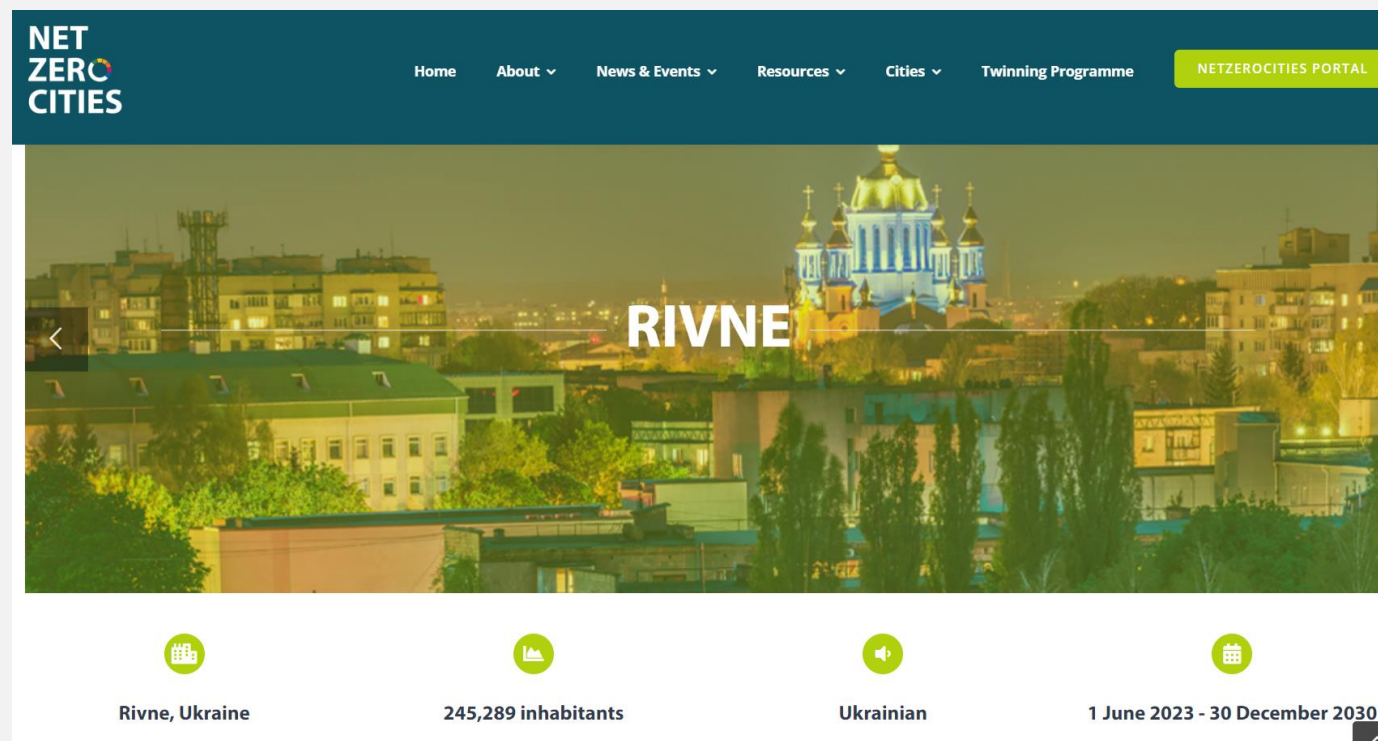 NET
ZERO
CITIES
Home About News & Events Resources Cities Twinning Programme NETZEROCITIES PORTAL
RIVNE
Rivne, Ukraine 245,289 inhabitants Ukrainian 1 June 2023 - 30 December 2030